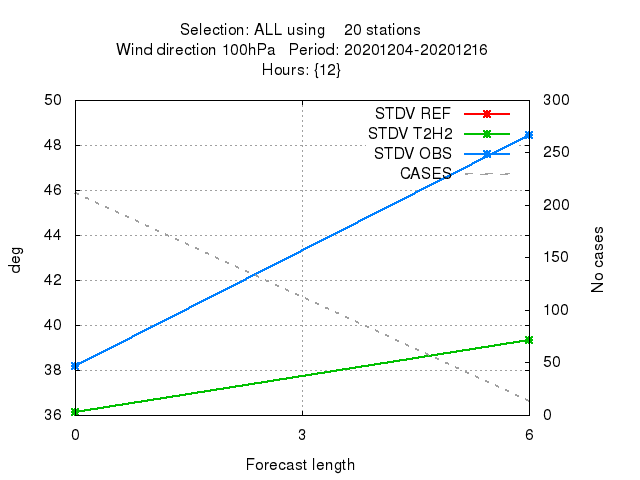 Selection: ALL using    20 stations
Wind direction 100hPa   Period: 20201204-20201216
Hours: {12}
50
48
46
44
42
40
38
36
deg
300
250
200
150
100
50
0
No cases
STDV REF
STDV T2H2
STDV OBS
CASES
0
3
6
Forecast length